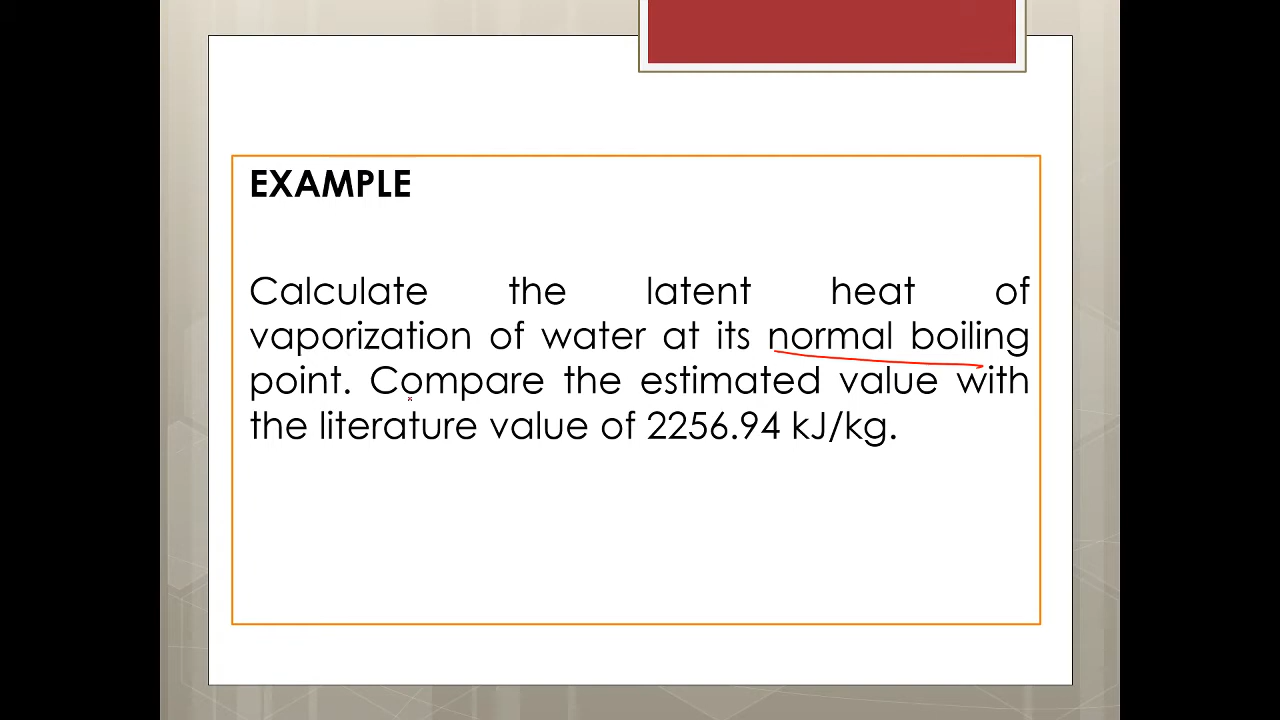 EXAMPLE
Calculate the latent heat of
vaporization of water at its normal boiling
point. Compare the estimated value with
the literature value of 2256.94 kJ/kg.